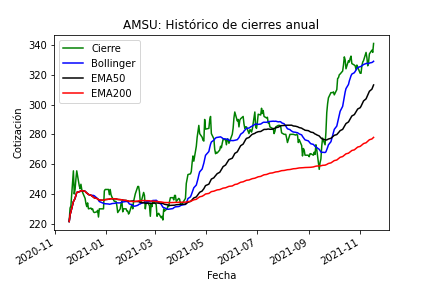 AMSU: Histórico de cierres anual
Cierre
Bollinger
EMA50
EMA200
Cotización
340
320
300
280
260
240
220
2020-11
2021-01
2021-03
2021-05
2021-07
2021-09
2021-11
Fecha